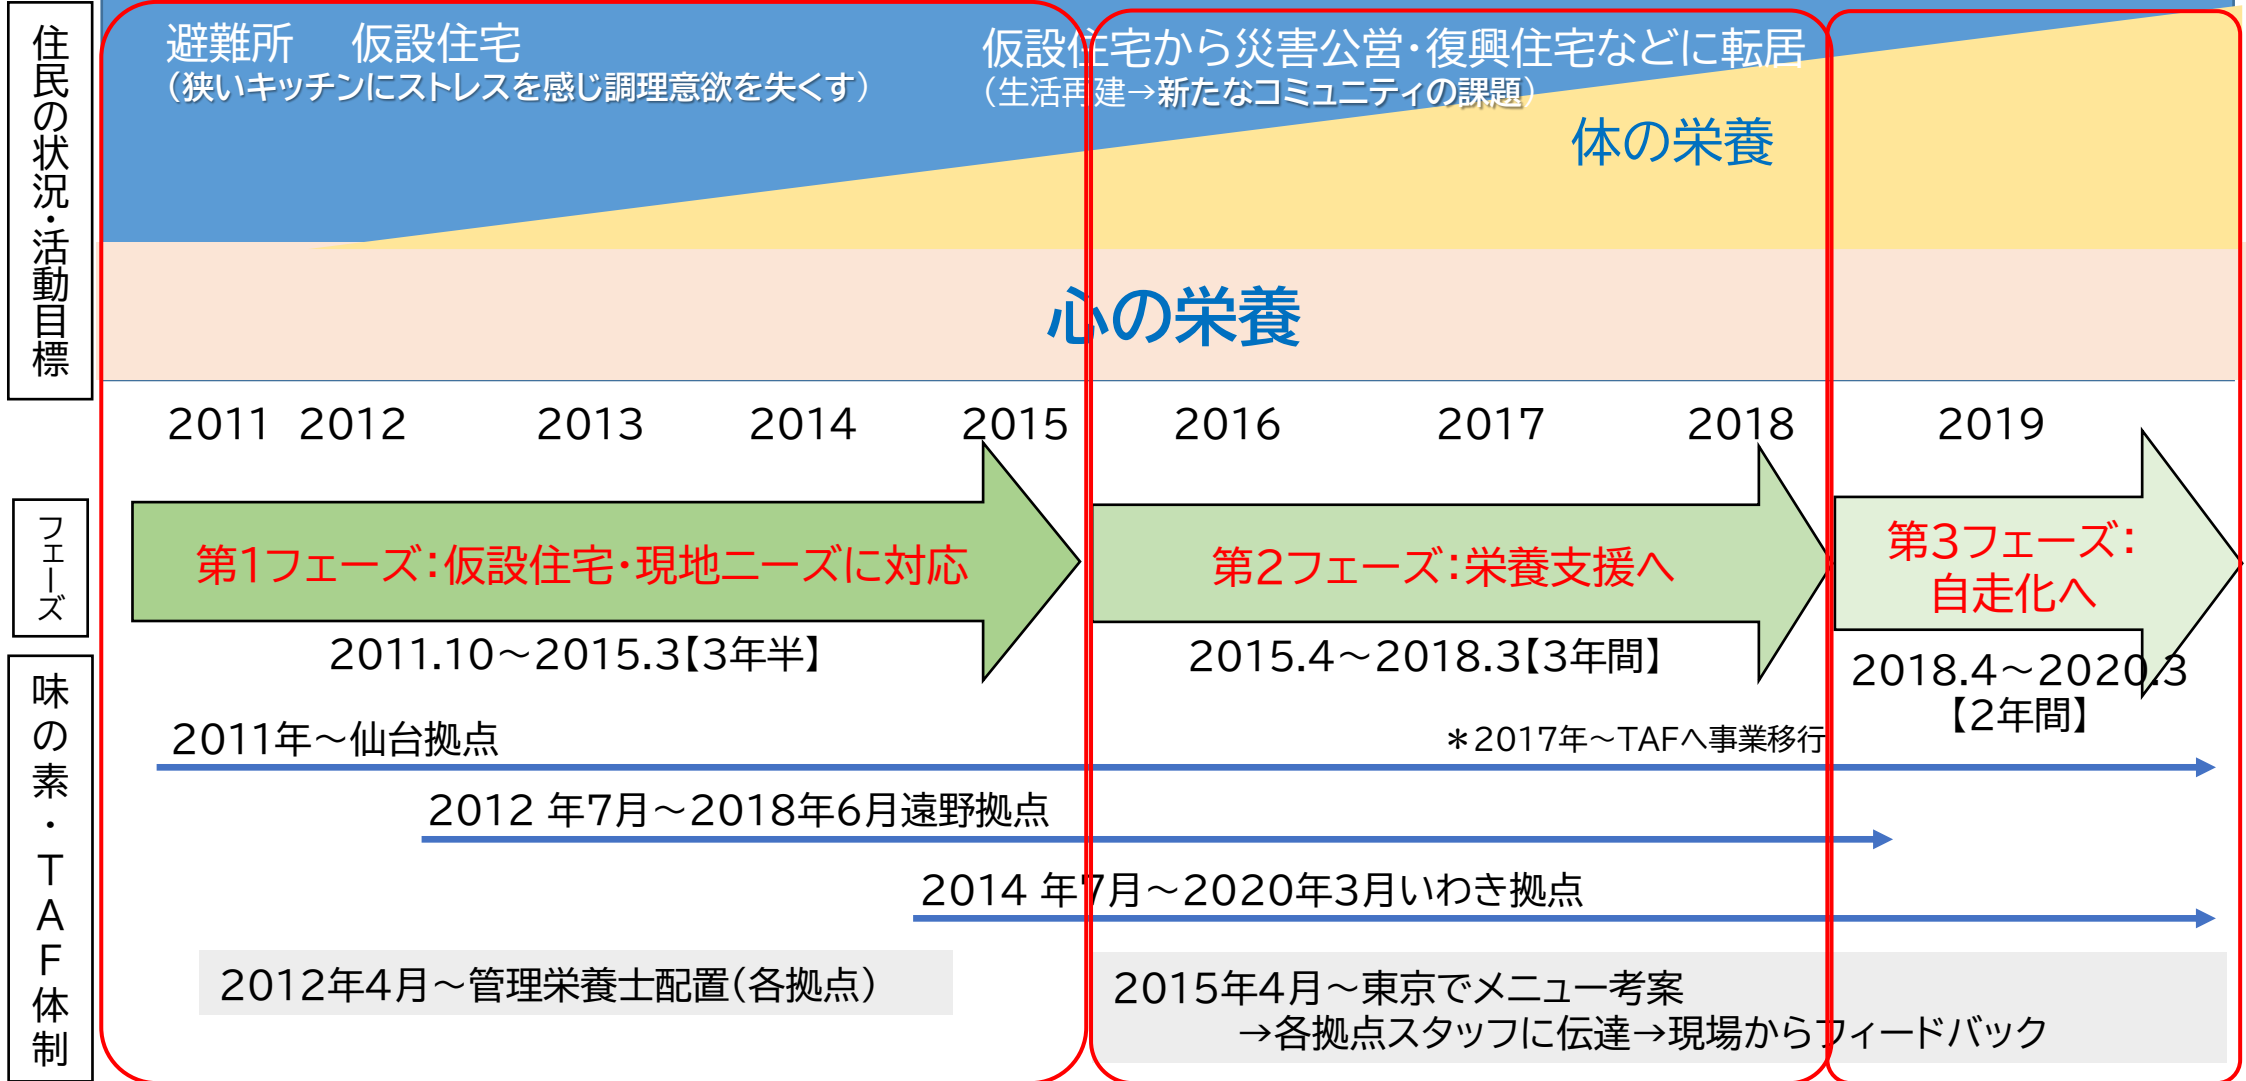 住民の状況・活動目標
避難所　仮設住宅
（狭いキッチンにストレスを感じ調理意欲を失くす）
仮設住宅から災害公営・復興住宅などに転居
（生活再建→新たなコミュニティの課題）
体の栄養
心の栄養
2011 2012 2013 2014 2015 2016 2017 2018 2019
フェーズ
第1フェーズ：仮設住宅・現地ニーズに対応
2011.10～2015.3【3年半】
第2フェーズ：栄養支援へ
2015.4～2018.3【3年間】
第3フェーズ：
自走化へ
2018.4～2020.3
【2年間】
味の素・TAF体制
2011年～仙台拠点
＊2017年～TAFへ事業移行
2012 年7月～2018年6月遠野拠点
2014 年7月～2020年3月いわき拠点
2012年4月～管理栄養士配置（各拠点）
2015年4月～東京でメニュー考案
→各拠点スタッフに伝達→現場からフィードバック